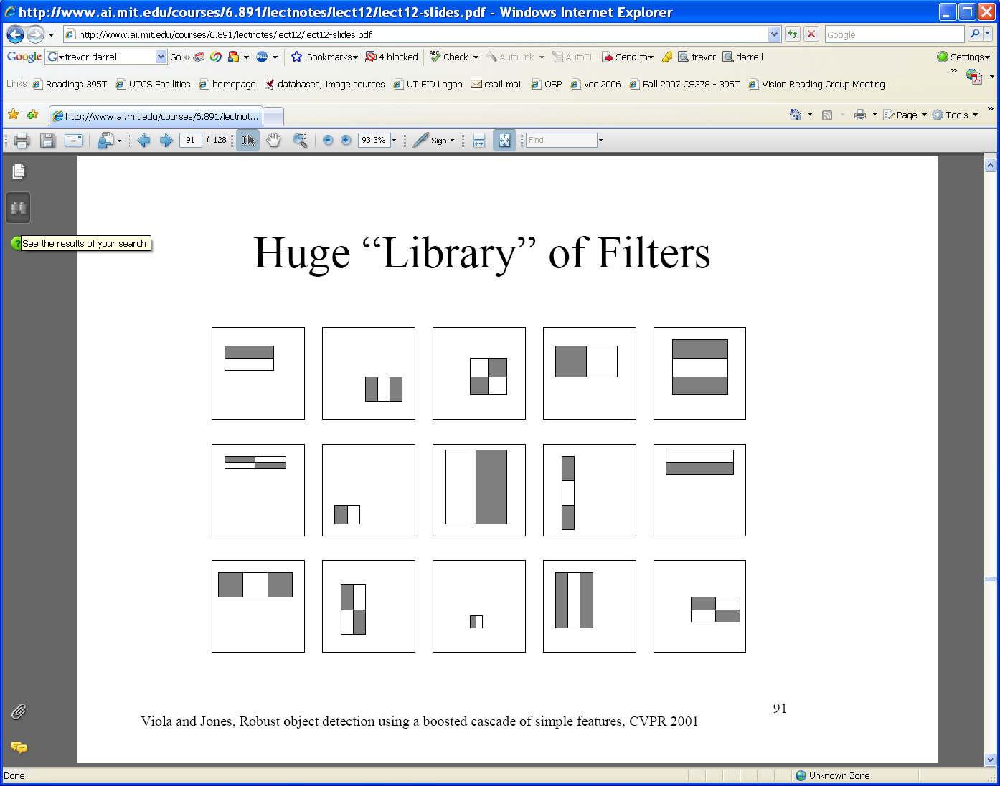 http://www.ai.mit.edu/courses/6.891/lectnotes/lect12/lect12-slides.pdf - Windows Internet Explorer
http://www.ai.mit.edu/courses/6.891/lectnotes/lect12/lect12-slides.pdf
Google
Google G trevor darrell Go Bookmarks 4 blocked ABC Check AutoLink AutoFill Send to trevor darrell Settings
Links Readings 395T UTCS Facilities homepage databases, image sources UT EID Logon csail mail OSP voc 2006 Fall 2007 CS378 - 395T Vision Reading Group Meeting
http://www.ai.mit.edu/courses/6.891/lectnot... Page Tools
91 / 128 93.3% Sign Find
See the results of your search
Huge “Library” of Filters
91
Viola and Jones, Robust object detection using a boosted cascade of simple features, CVPR 2001
Done Unknown Zone